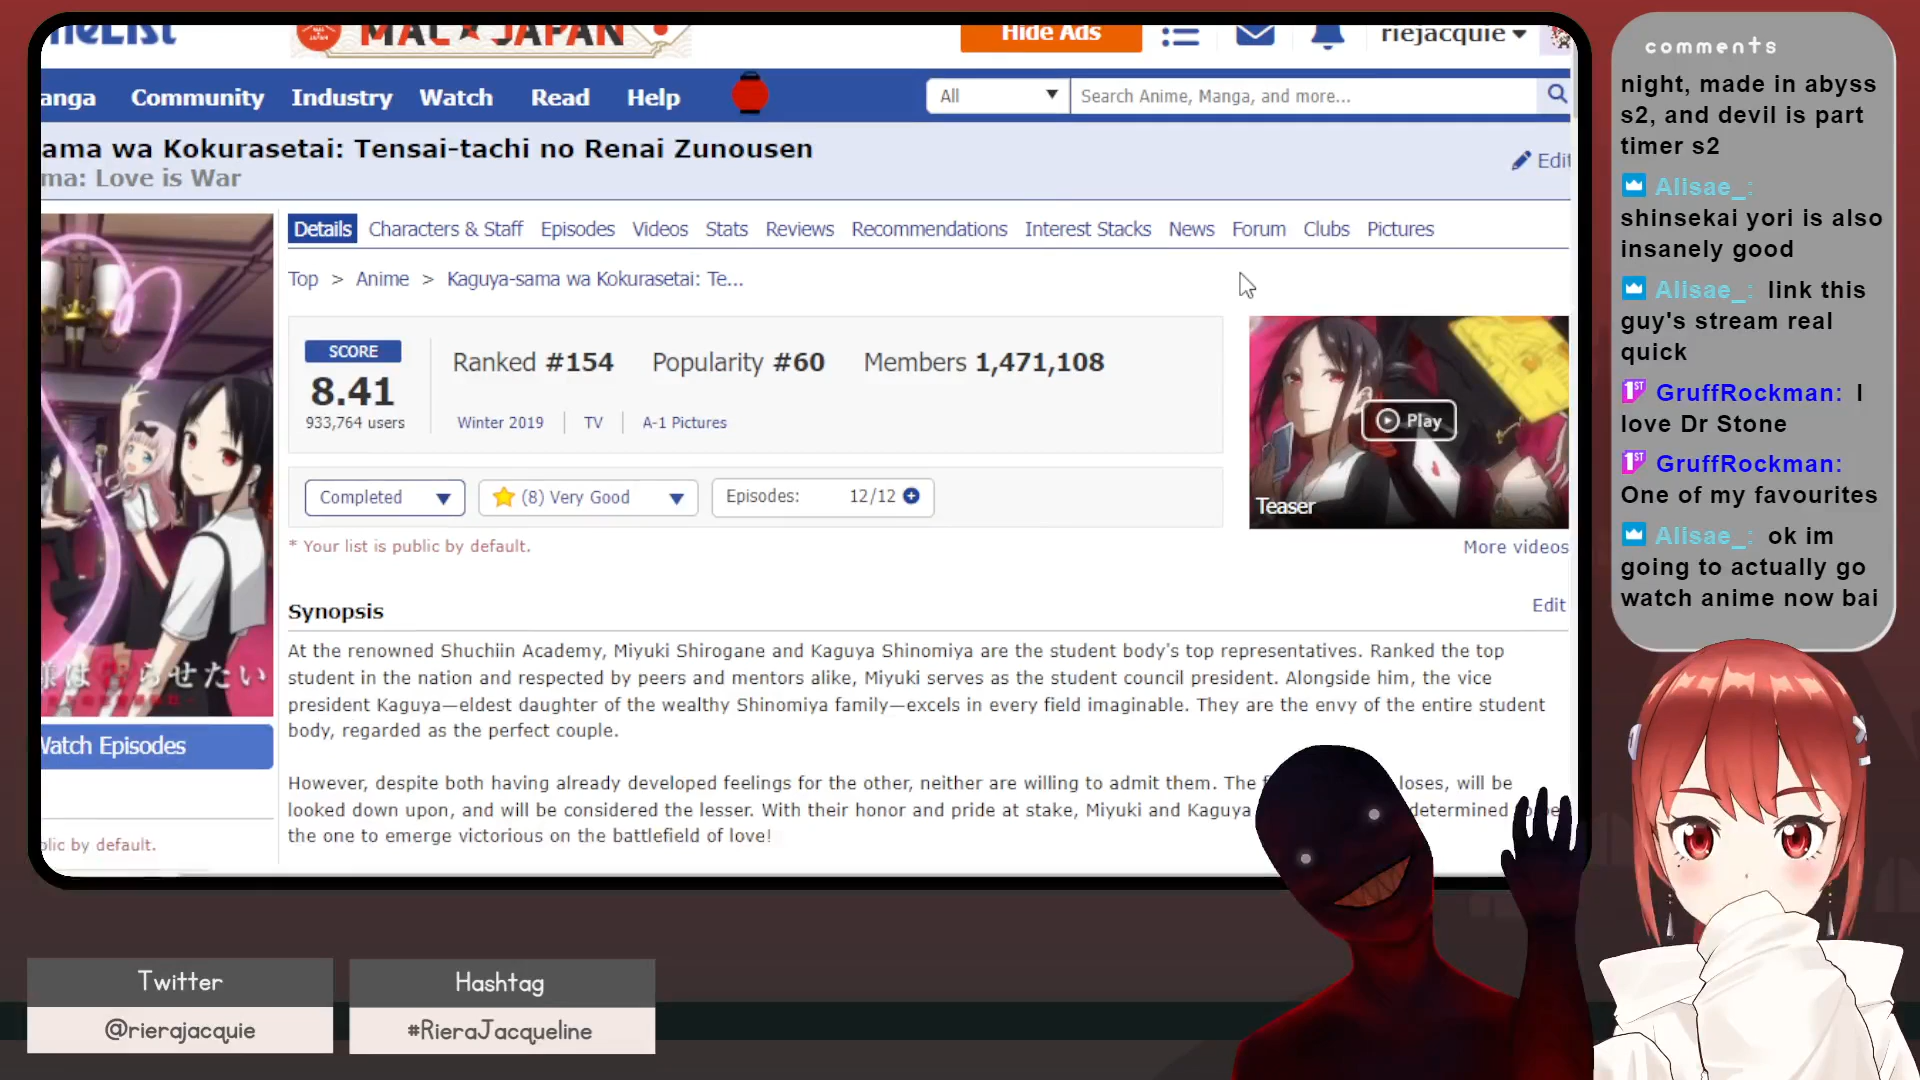 MAL★JAPAN
Hide Ads
riejacquie
anga Community Industry Watch Read Help
All
Search Anime, Manga, and more...
ama wa Kokurasetai: Tensai-tachi no Renai Zunousen
ma: Love is War
Edit
Details Characters & Staff Episodes Videos Stats Reviews Recommendations Interest Stacks News Forum Clubs Pictures
Top > Anime > Kaguya-sama wa Kokurasetai: Te...
SCORE
8.41
933,764 users
Ranked #154 Popularity #60 Members 1,471,108
Winter 2019 TV A-1 Pictures
Completed
(8) Very Good
Episodes: 12/12
* Your list is public by default.
Play
Teaser
More videos
Synopsis
Edit
At the renowned Shuchiin Academy, Miyuki Shirogane and Kaguya Shinomiya are the student body's top representatives. Ranked the top
student in the nation and respected by peers and mentors alike, Miyuki serves as the student council president. Alongside him, the vice
president Kaguya—eldest daughter of the wealthy Shinomiya family—excels in every field imaginable. They are the envy of the entire student
body, regarded as the perfect couple.
However, despite both having already developed feelings for the other, neither are willing to admit them. The loses, will be
looked down upon, and will be considered the lesser. With their honor and pride at stake, Miyuki and Kaguya determined
the one to emerge victorious on the battlefield of love!
らせたい
Watch Episodes
blic by default.
comments
night, made in abyss
s2, and devil is part
timer s2
Alisae_:
shinsekai yori is also
insanely good
Alisae_: link this
guy's stream real
quick
1ST GruffRockman: I
love Dr Stone
1ST GruffRockman:
One of my favourites
Alisae_: ok im
going to actually go
watch anime now bai
Twitter
@rierajacquie
Hashtag
#RieraJacqueline